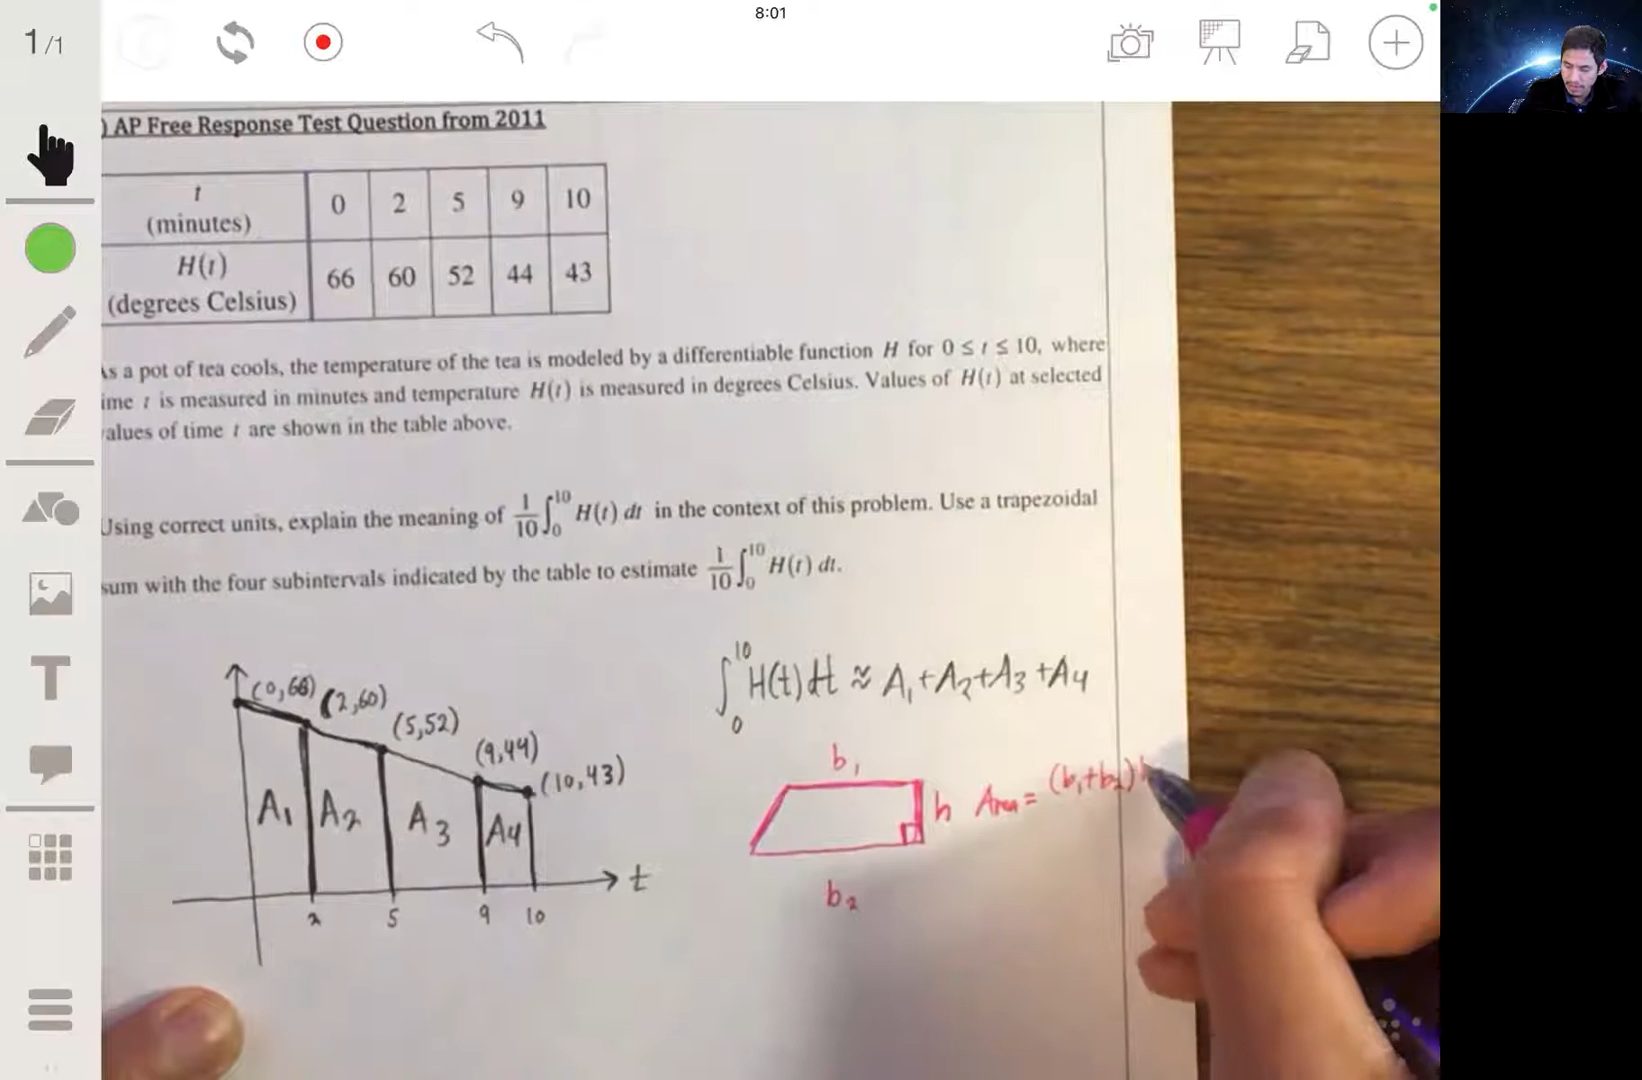 8:01
1/1
) AP Free Response Test Question from 2011
t (minutes) 0 2 5 9 10
H(t) (degrees Celsius) 66 60 52 44 43
As a pot of tea cools, the temperature of the tea is modeled by a differentiable function H for 0 ≤ t ≤ 10, where
ime t is measured in minutes and temperature H(t) is measured in degrees Celsius. Values of H(t) at selected
alues of time t are shown in the table above.
Using correct units, explain the meaning of 1/10 ∫₀¹⁰ H(t) dt in the context of this problem. Use a trapezoidal
sum with the four subintervals indicated by the table to estimate 1/10 ∫₀¹⁰ H(t) dt.
∫₀¹⁰ H(t)dt ≈ A₁+A₂+A₃+A₄
(0,66) (2,60)
(5,52)
(9,44)
(10,43)
A₁ A₂ A₃ A₄
t
2 5 9 10
b₁
h Area = (b₁+b₂)h
b₂
T